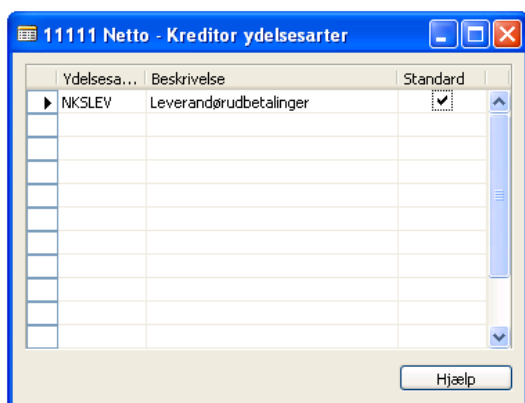 11111 Netto - Kreditor ydelsesarter
Ydelsesa... Beskrivelse Standard
NKSLEV Leverandørudbetalinger
Hjælp